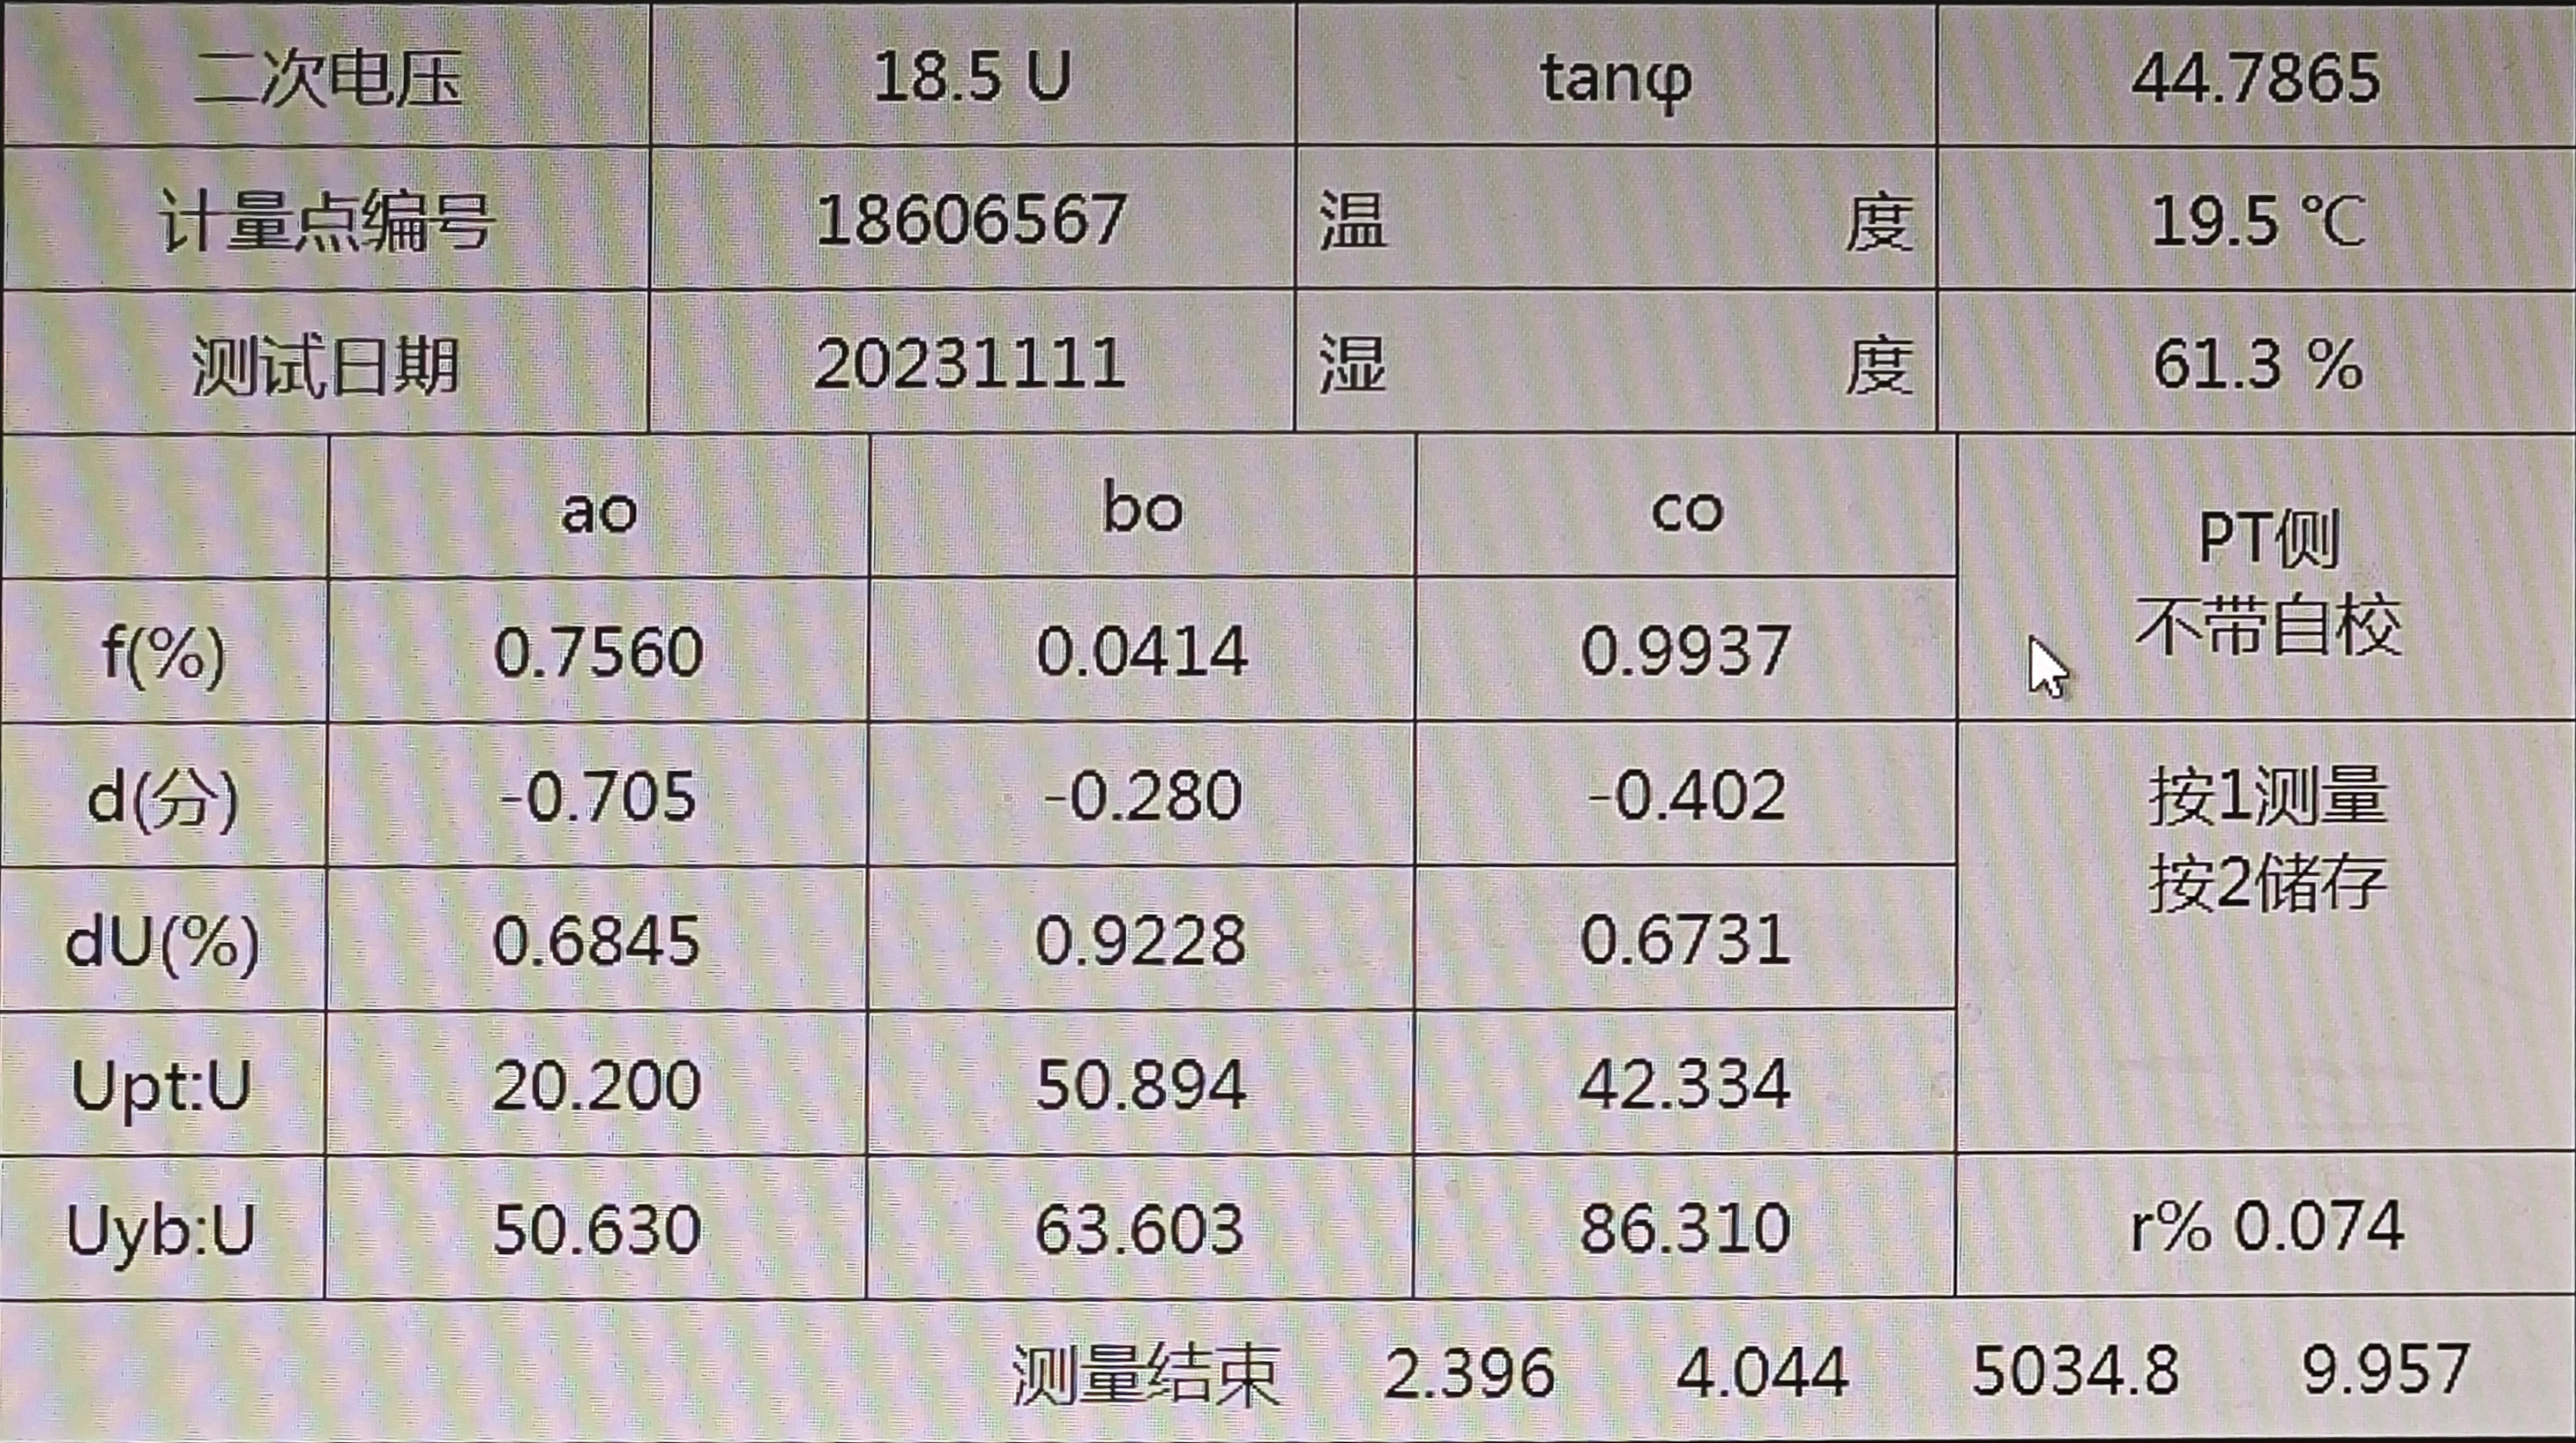 二次电压 18.5 U tanφ 44.7865
计量点编号 18606567 温 度 19.5 ℃
测试日期 20231111 湿 度 61.3 %
ao bo co
PT侧
不带自校
f(%) 0.7560 0.0414 0.9937
d(分) -0.705 -0.280 -0.402
按1测量
按2储存
dU(%) 0.6845 0.9228 0.6731
Upt:U 20.200 50.894 42.334
Uyb:U 50.630 63.603 86.310 r% 0.074
测量结束 2.396 4.044 5034.8 9.957